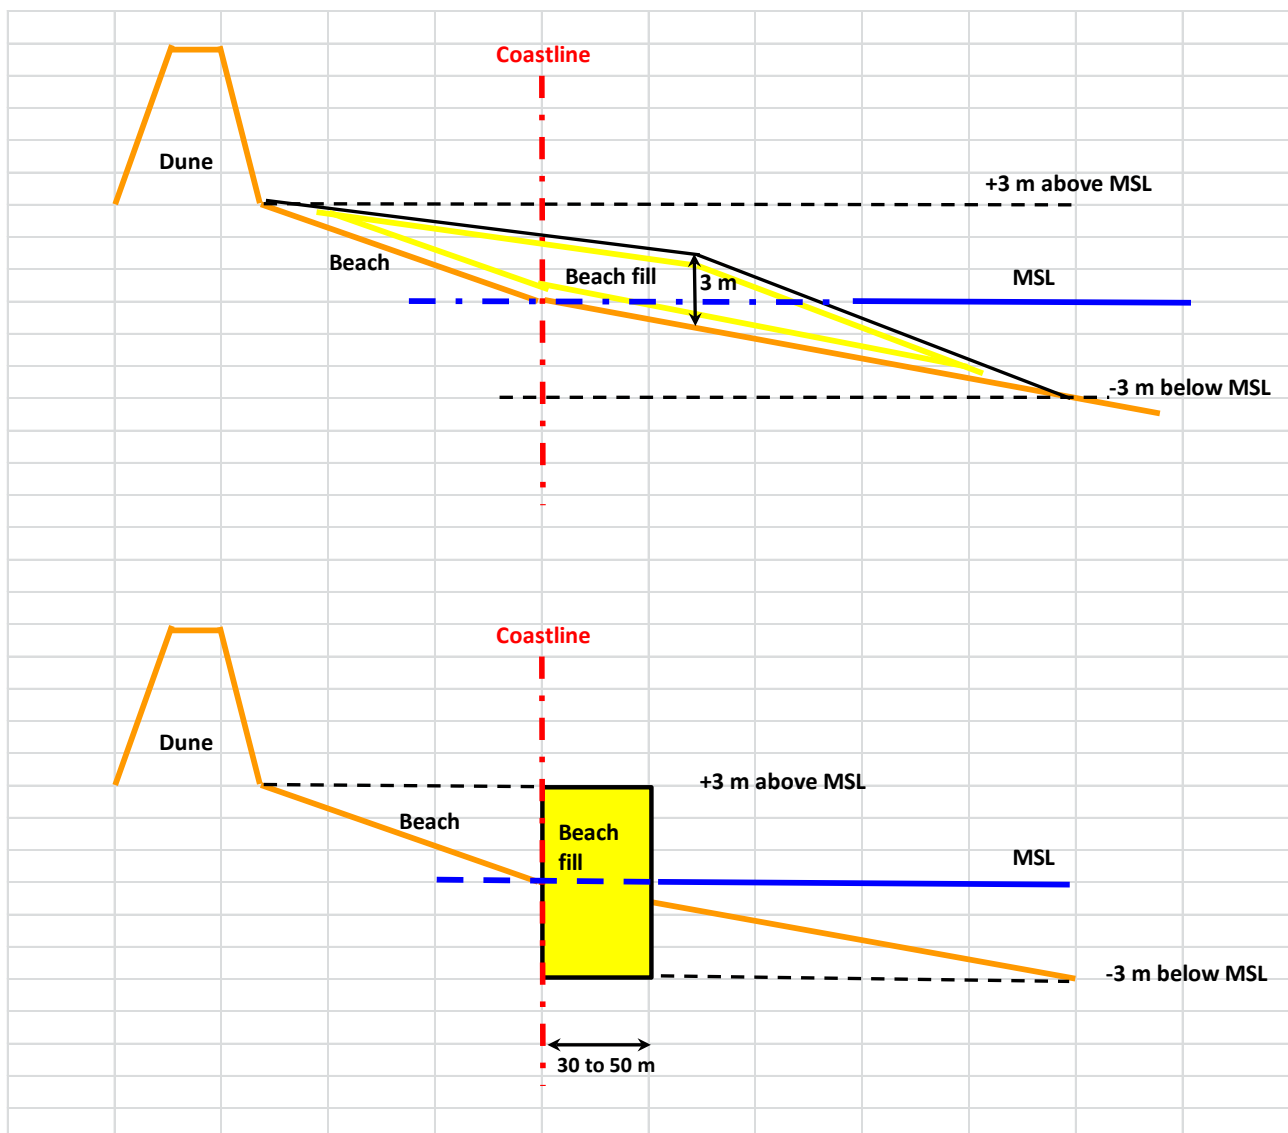 Coastline
Dune
+3 m above MSL
Beach
Beach fill
3 m
MSL
-3 m below MSL
Coastline
Dune
+3 m above MSL
Beach
Beach
fill
MSL
-3 m below MSL
30 to 50 m